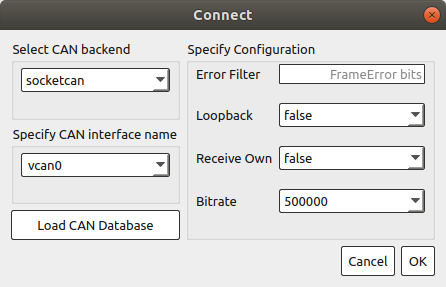 Connect
Select CAN backend
socketcan
Specify CAN interface name
vcan0
Load CAN Database
Specify Configuration
Error Filter FrameError bits
Loopback false
Receive Own false
Bitrate 500000
Cancel OK